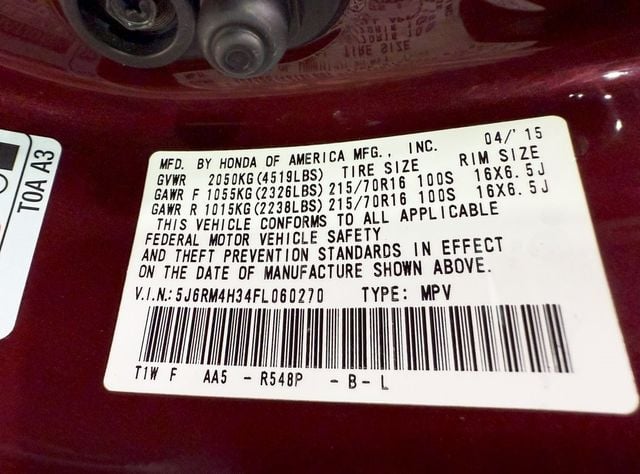 MFD. BY HONDA OF AMERICA MFG., INC. 04/'15
GVWR 2050KG(4519LBS) TIRE SIZE RIM SIZE
GAWR F 1055KG(2326LBS) 215/70R16 100S 16X6.5J
GAWR R 1015KG(2238LBS) 215/70R16 100S 16X6.5J
THIS VEHICLE CONFORMS TO ALL APPLICABLE
FEDERAL MOTOR VEHICLE SAFETY
AND THEFT PREVENTION STANDARDS IN EFFECT
ON THE DATE OF MANUFACTURE SHOWN ABOVE.
V.I.N.: 5J6RM4H34FL060270 TYPE: MPV
T1W F AA5 - R548P - B - L
TOA A3